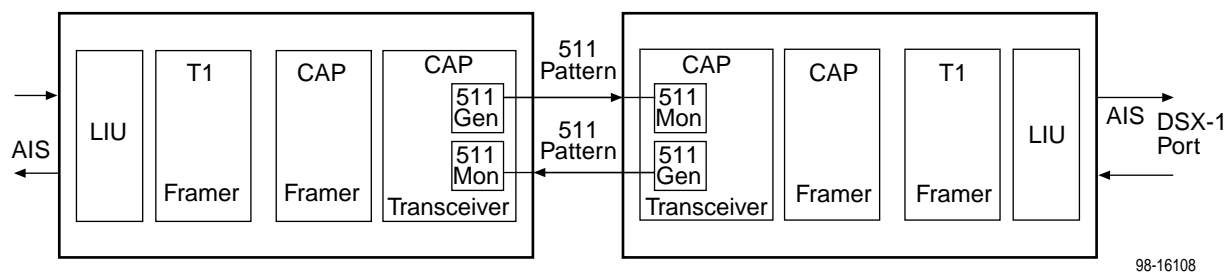 AIS
LIU
T1
Framer
CAP
Framer
CAP
511
Gen
511
Mon
Transceiver
511
Pattern
511
Pattern
CAP
511
Mon
511
Gen
Transceiver
CAP
Framer
T1
Framer
LIU
AIS
DSX-1
Port
98-16108